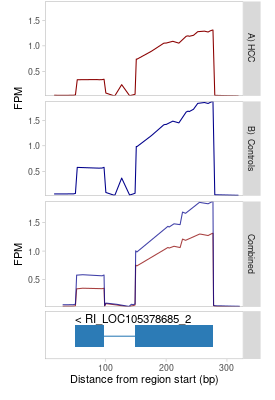 FPM
1.5
1.0
0.5
A) HCC
1.5
1.0
0.5
B) Controls
FPM
1.5
1.0
0.5
Combined
< RI_LOC105378685_2
100
200
300
Distance from region start (bp)